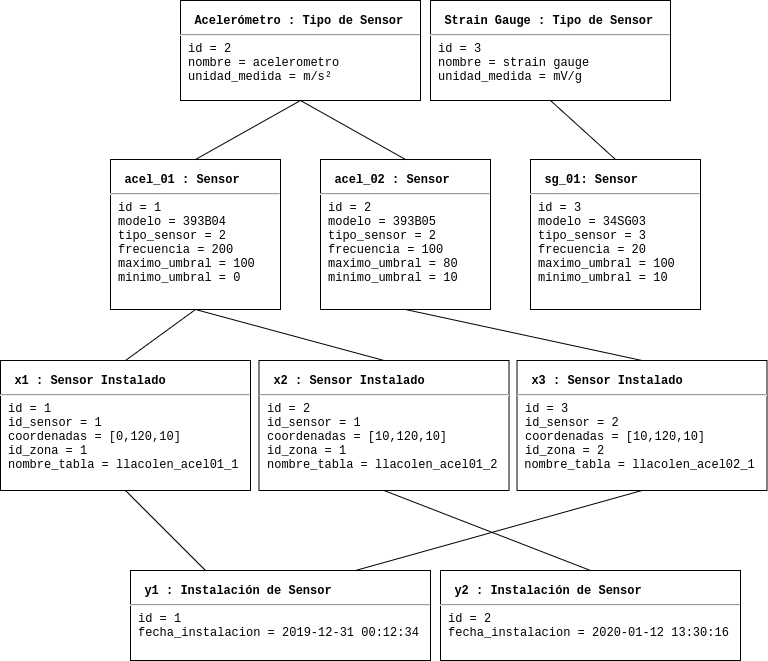 Acelerómetro : Tipo de Sensor
id = 2
nombre = acelerometro
unidad_medida = m/s²
Strain Gauge : Tipo de Sensor
id = 3
nombre = strain gauge
unidad_medida = mV/g
acel_01 : Sensor
id = 1
modelo = 393B04
tipo_sensor = 2
frecuencia = 200
maximo_umbral = 100
minimo_umbral = 0
acel_02 : Sensor
id = 2
modelo = 393B05
tipo_sensor = 2
frecuencia = 100
maximo_umbral = 80
minimo_umbral = 10
sg_01: Sensor
id = 3
modelo = 34SG03
tipo_sensor = 3
frecuencia = 20
maximo_umbral = 100
minimo_umbral = 10
x1 : Sensor Instalado
id = 1
id_sensor = 1
coordenadas = [0,120,10]
id_zona = 1
nombre_tabla = llacolen_acel01_1
x2 : Sensor Instalado
id = 2
id_sensor = 1
coordenadas = [10,120,10]
id_zona = 1
nombre_tabla = llacolen_acel01_2
x3 : Sensor Instalado
id = 3
id_sensor = 2
coordenadas = [10,120,10]
id_zona = 2
nombre_tabla = llacolen_acel02_1
y1 : Instalación de Sensor
id = 1
fecha_instalacion = 2019-12-31 00:12:34
y2 : Instalación de Sensor
id = 2
fecha_instalacion = 2020-01-12 13:30:16